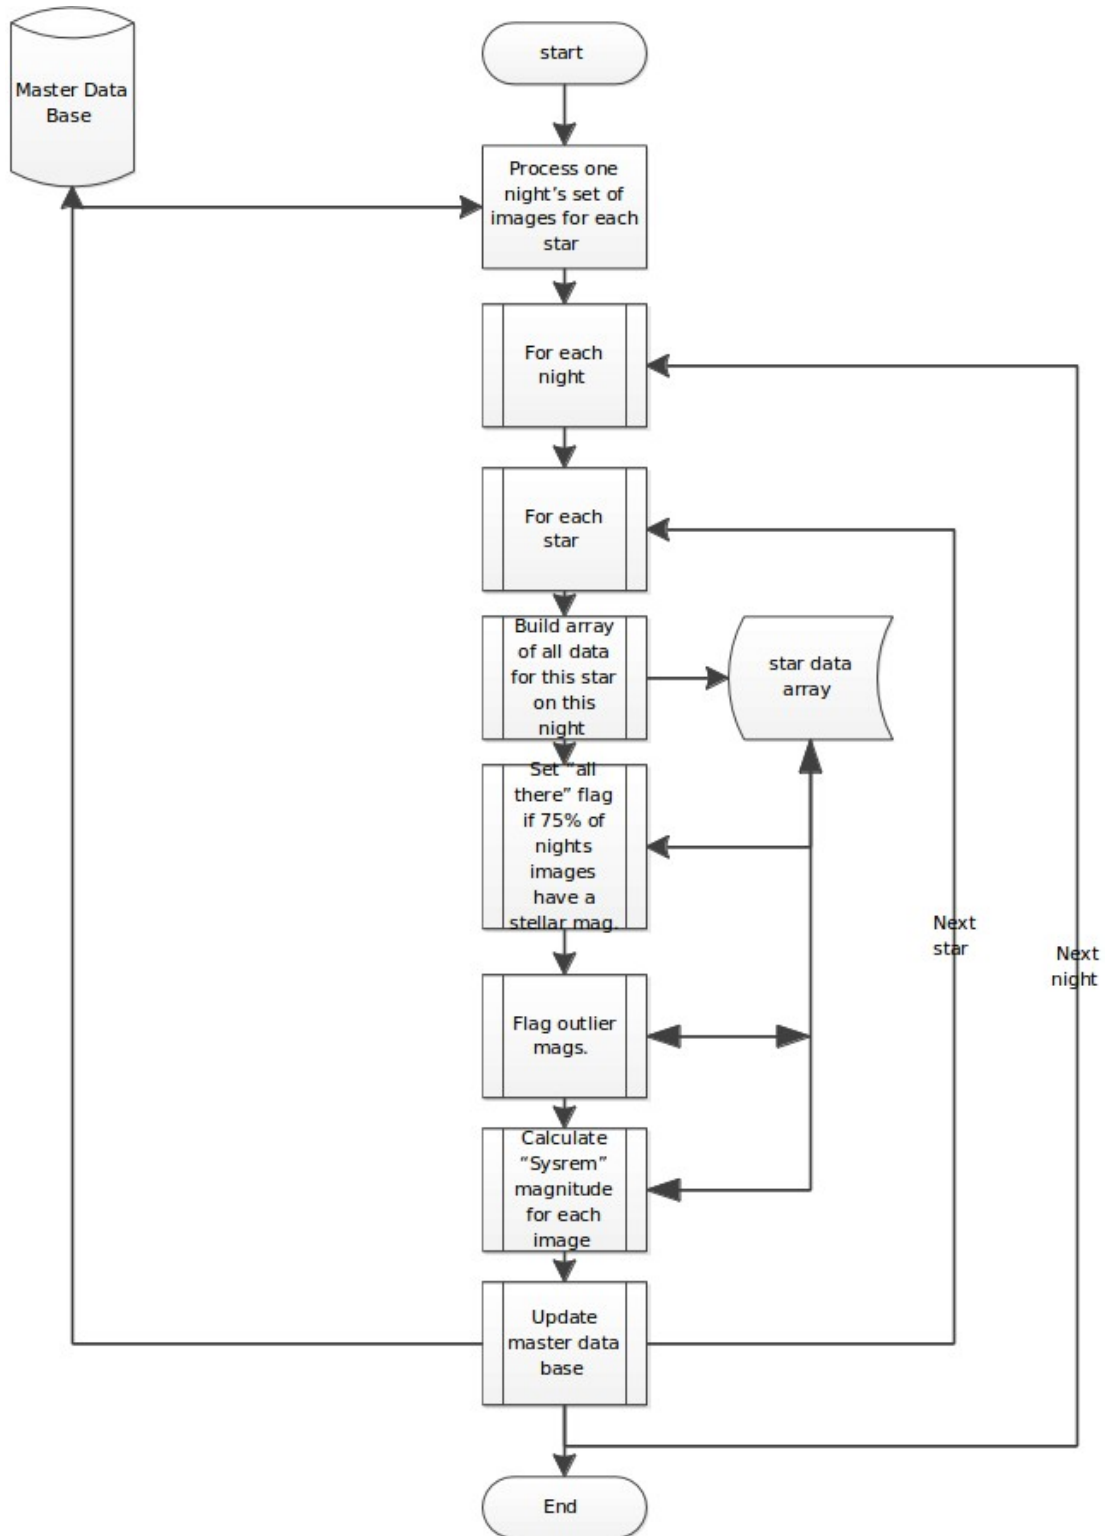 Master Data
Base
start
Process one
night’s set of
images for each
star
For each
night
For each
star
Build array
of all data
for this star
on this
night
star data
array
Set “all
there” flag
if 75% of
nights
images
have a
stellar mag.
Next
star
Next
night
Flag outlier
mags.
Calculate
“Sysrem”
magnitude
for each
image
Update
master data
base
End